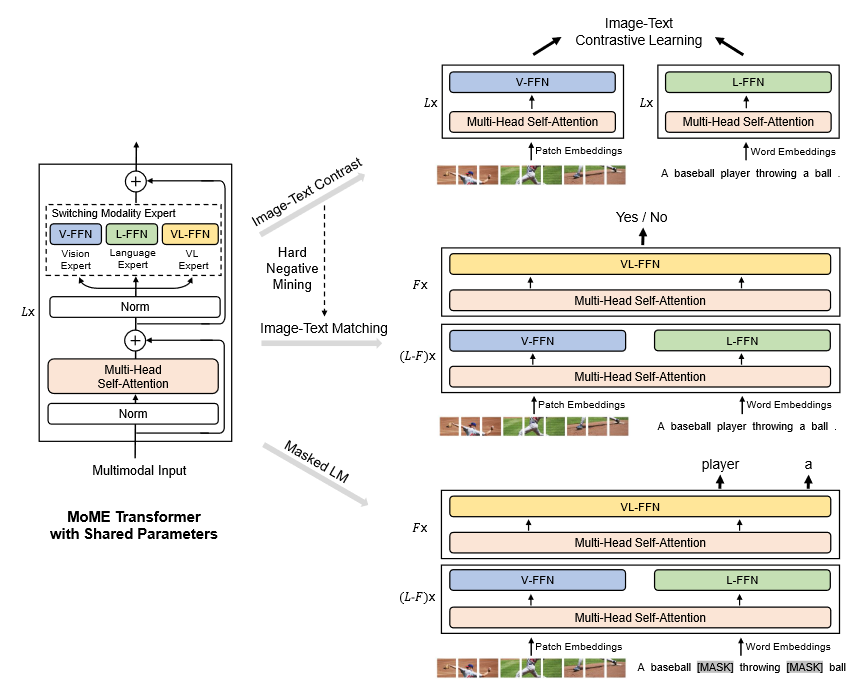 Image-Text
Contrastive Learning
V-FFN
L-FFN
Lx
Multi-Head Self-Attention
Lx
Multi-Head Self-Attention
Patch Embeddings
Word Embeddings
A baseball player throwing a ball .
Switching Modality Expert
V-FFN
L-FFN
VL-FFN
Vision
Expert
Language
Expert
VL
Expert
Norm
Lx
Multi-Head
Self-Attention
Norm
Multimodal Input
MoME Transformer
with Shared Parameters
Image-Text Contrast
Hard
Negative
Mining
Image-Text Matching
Masked LM
Yes / No
VL-FFN
Fx
Multi-Head Self-Attention
V-FFN
L-FFN
(L-F)x
Multi-Head Self-Attention
Patch Embeddings
Word Embeddings
A baseball player throwing a ball .
player
a
VL-FFN
Fx
Multi-Head Self-Attention
V-FFN
L-FFN
(L-F)x
Multi-Head Self-Attention
Patch Embeddings
Word Embeddings
A baseball [MASK] throwing [MASK] ball